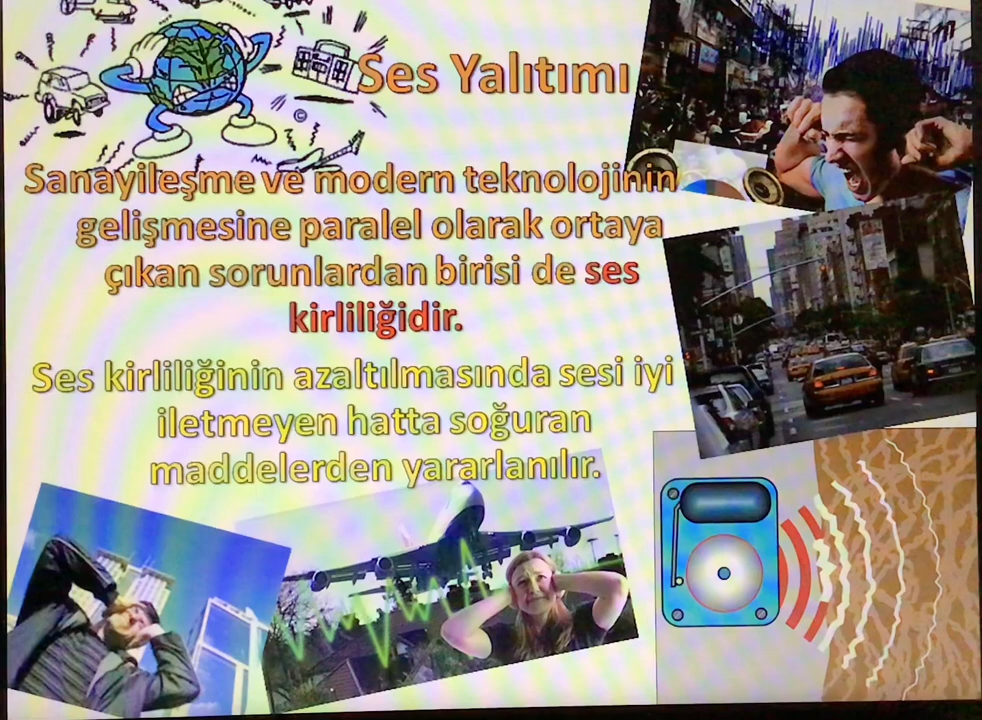 Ses Yalıtımı
Sanayileşme ve modern teknolojinin
gelişmesine paralel olarak ortaya
çıkan sorunlardan birisi de ses
kirliliğidir.
Ses kirliliğinin azaltılmasında sesi iyi
iletmeyen hatta soğuran
maddelerden yararlanılır.
©